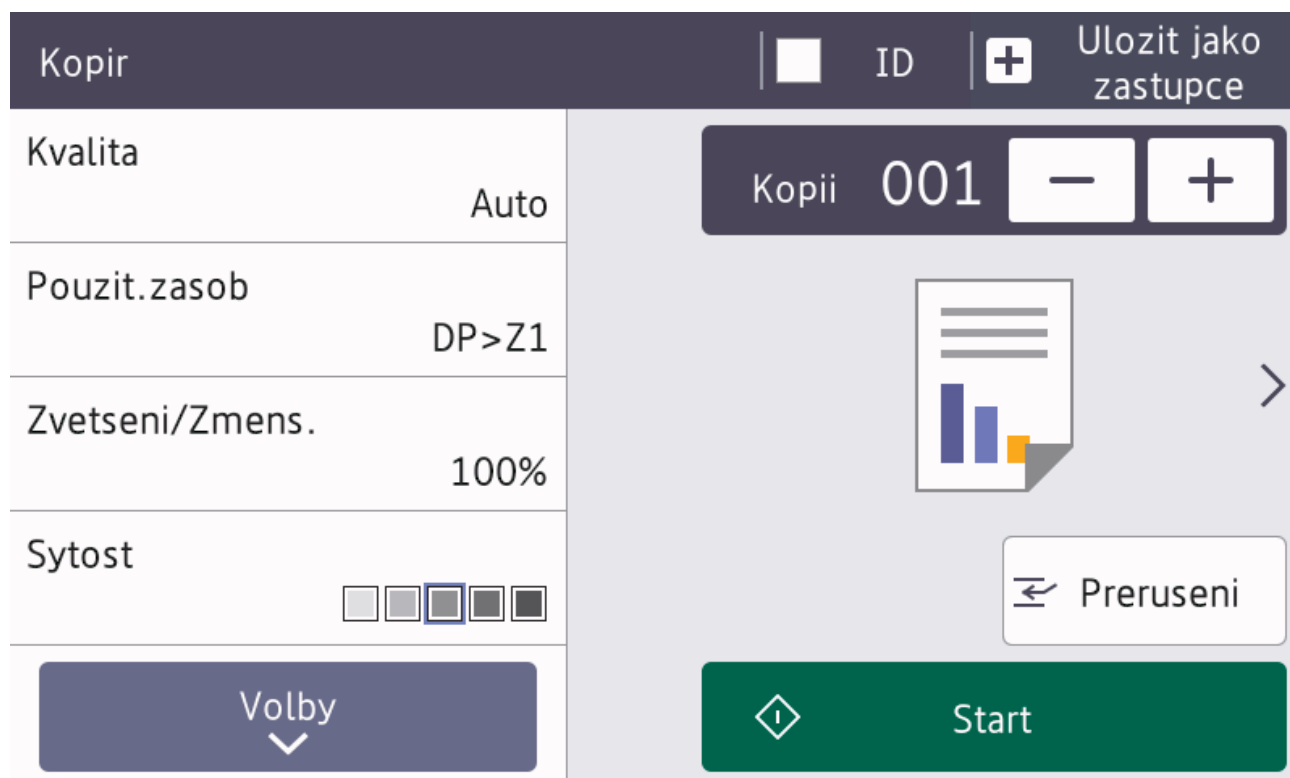 Kopir
ID
Ulozit jako
zastupce
Kvalita
Auto
Pouzit.zasob
DP>Z1
Zvetseni/Zmens.
100%
Sytost
Volby
Kopii 001
Preruseni
Start